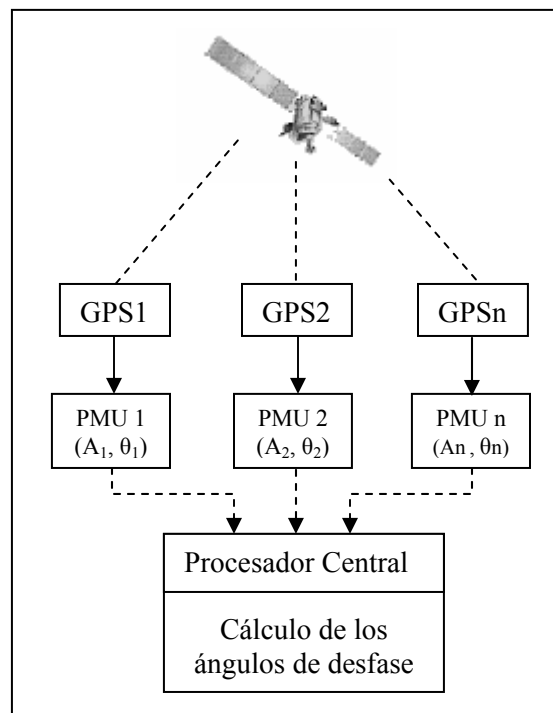 GPS1
GPS2
GPSn
PMU 1
(A₁, θ₁)
PMU 2
(A₂, θ₂)
PMU n
(An , θn)
Procesador Central
Cálculo de los
ángulos de desfase